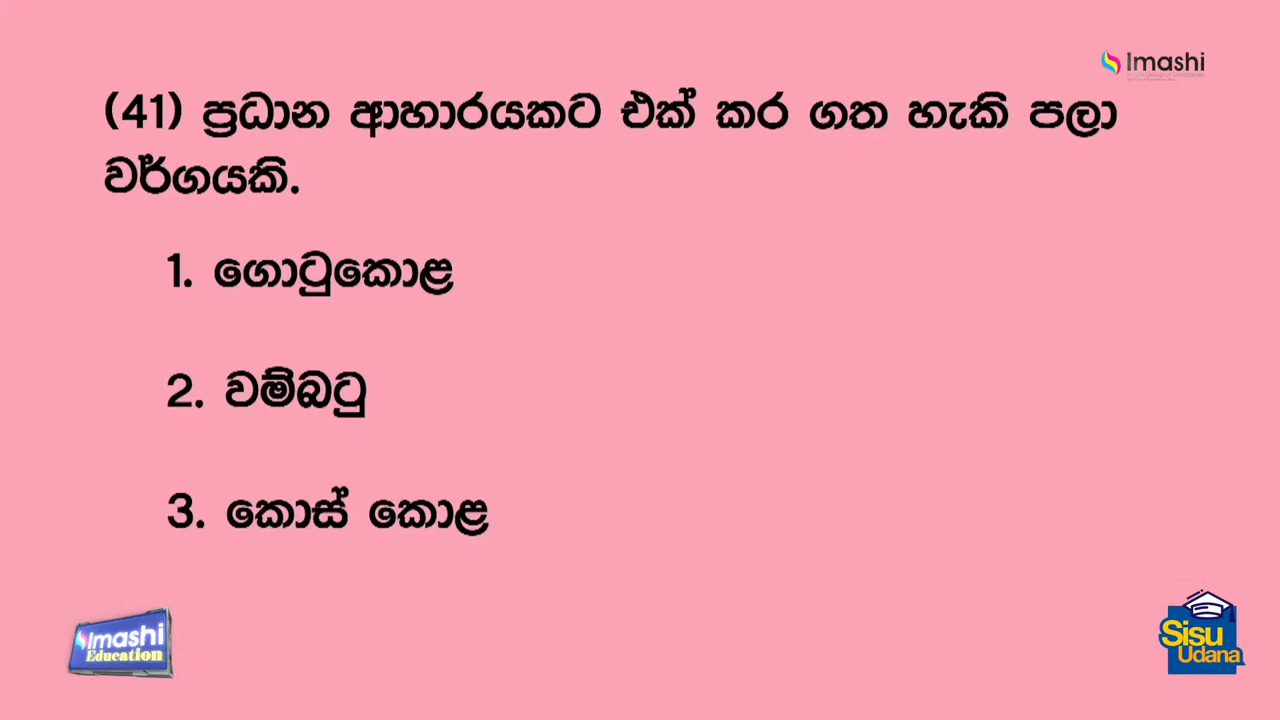 Imashi
(41) ප්‍රධාන ආහාරයකට එක් කර ගත හැකි පලා
වර්ගයකි.
1. ගොටුකොළ
2. වම්බටු
3. කොස් කොළ
Imashi
Education
Sisu
Udana